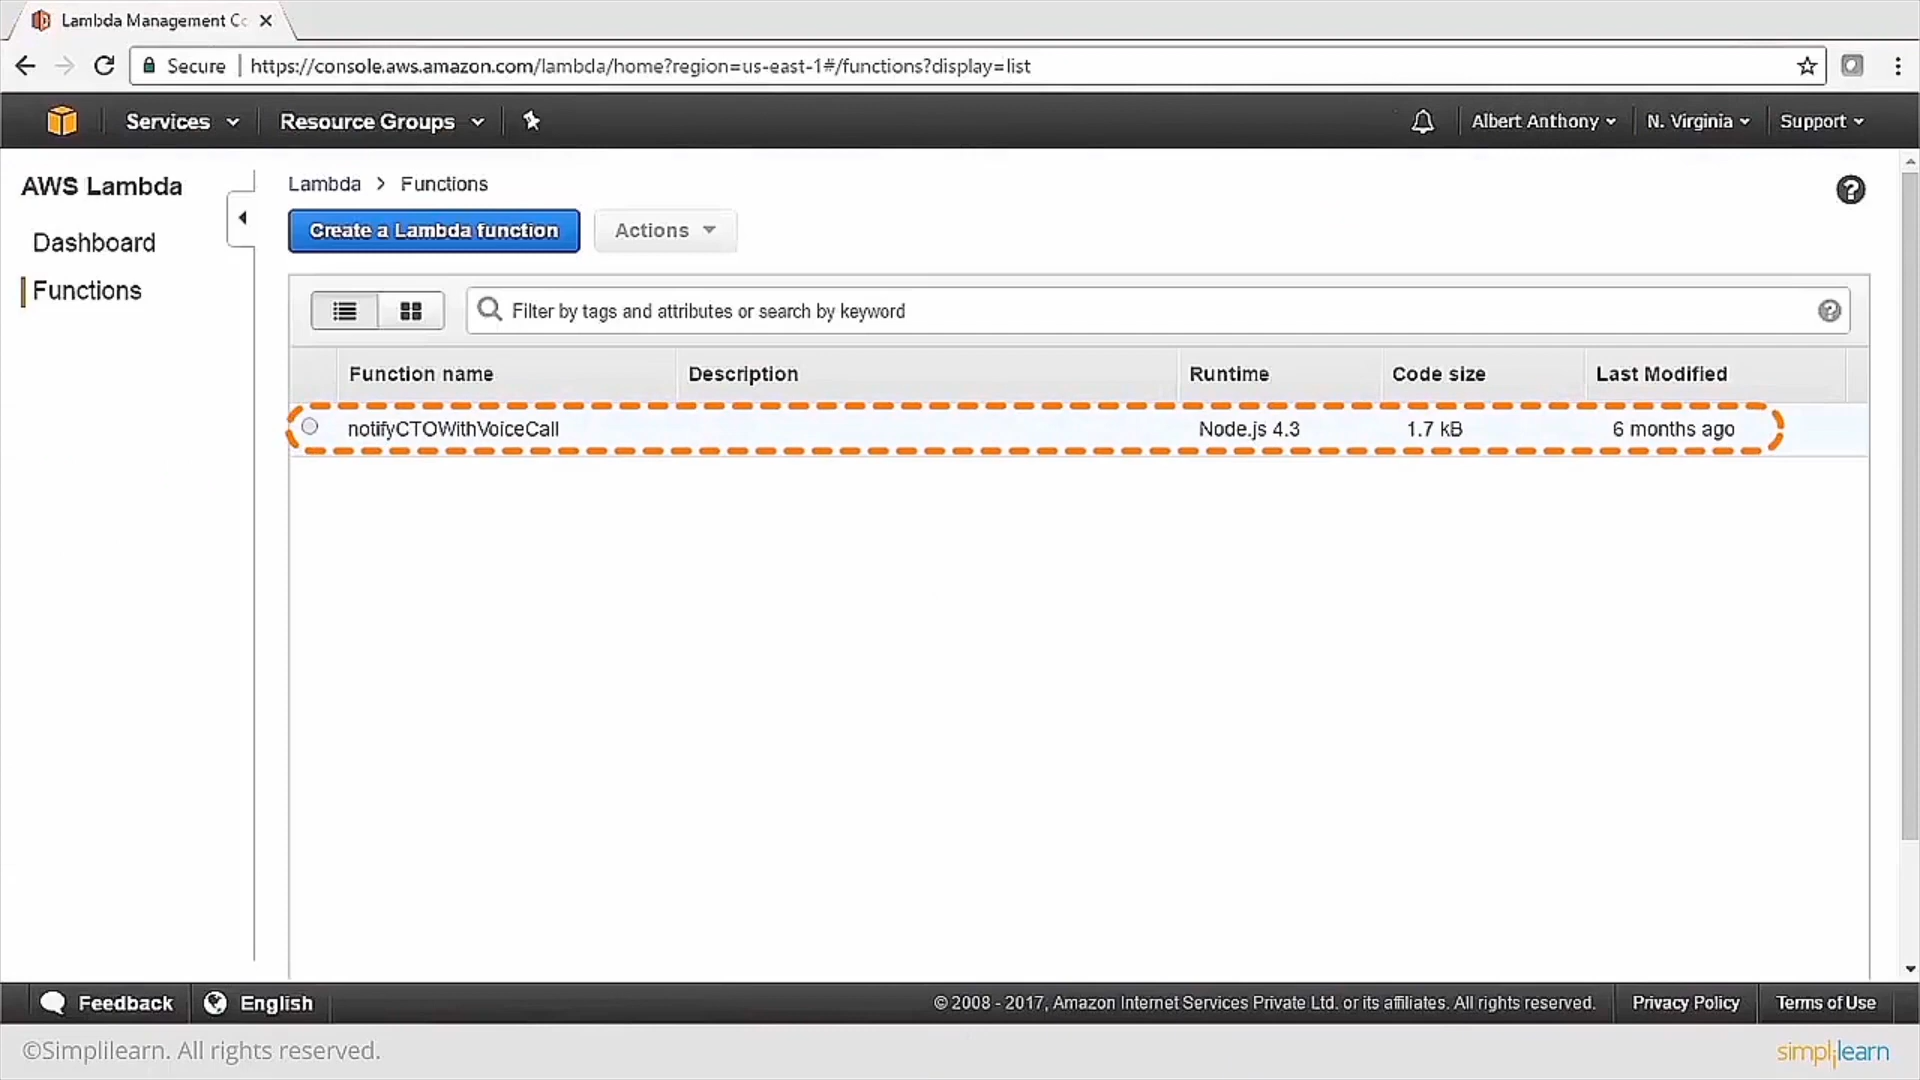 Lambda Management Cc
Secure https://console.aws.amazon.com/lambda/home?region=us-east-1#/functions?display=list
Services Resource Groups Albert Anthony N. Virginia Support
AWS Lambda
Dashboard
Functions
Lambda > Functions
Create a Lambda function Actions
Filter by tags and attributes or search by keyword
Function name Description Runtime Code size Last Modified
notifyCTOWithVoiceCall Node.js 4.3 1.7 kB 6 months ago
Feedback English © 2008 - 2017, Amazon Internet Services Private Ltd. or its affiliates. All rights reserved. Privacy Policy Terms of Use
©Simplilearn. All rights reserved. simplilearn